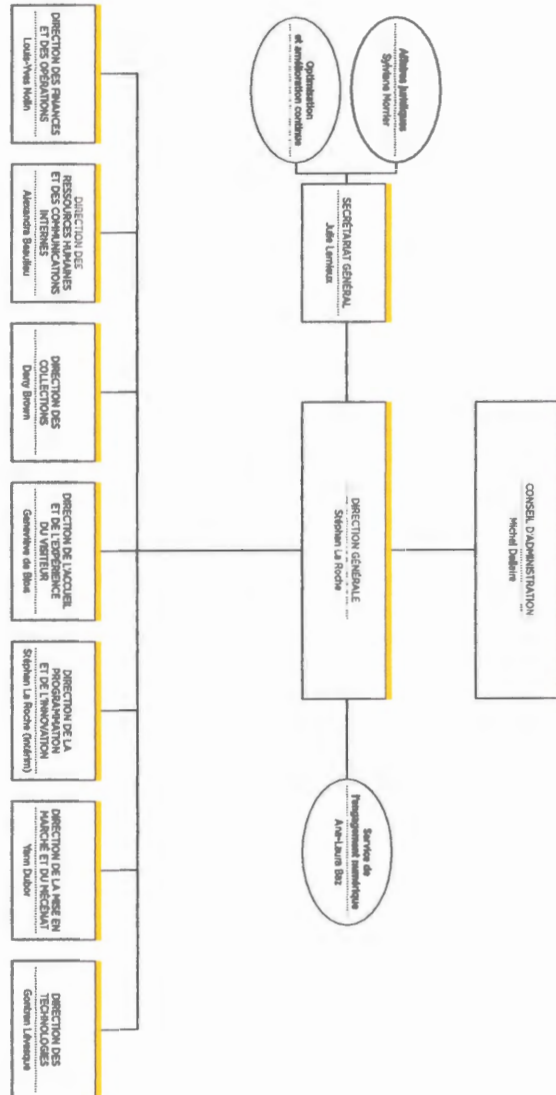 CONSEIL D'ADMINISTRATION
Michel Dallaire
DIRECTION GÉNÉRALE
Stéphan La Roche
SECRÉTARIAT GÉNÉRAL
Julie Lemieux
Affaires juridiques
Sylviane Morrier
Optimisation
et amélioration continue
Service de
l'engagement numérique
Ana-Laura Baz
DIRECTION DES FINANCES
ET DES OPÉRATIONS
Louis-Yves Nolin
DIRECTION DES
RESSOURCES HUMAINES
ET DES COMMUNICATIONS
INTERNES
Alexandra Beaulieu
DIRECTION DES
COLLECTIONS
Dany Brown
DIRECTION DE L'ACCUEIL
ET DE L'EXPÉRIENCE
DU VISITEUR
Geneviève de Blois
DIRECTION DE LA
PROGRAMMATION
ET DE L'INNOVATION
Stéphan La Roche (intérim)
DIRECTION DE LA MISE EN
MARCHÉ ET DU MÉCÉNAT
Yann Dubor
DIRECTION DES
TECHNOLOGIES
Gontran Lévesque